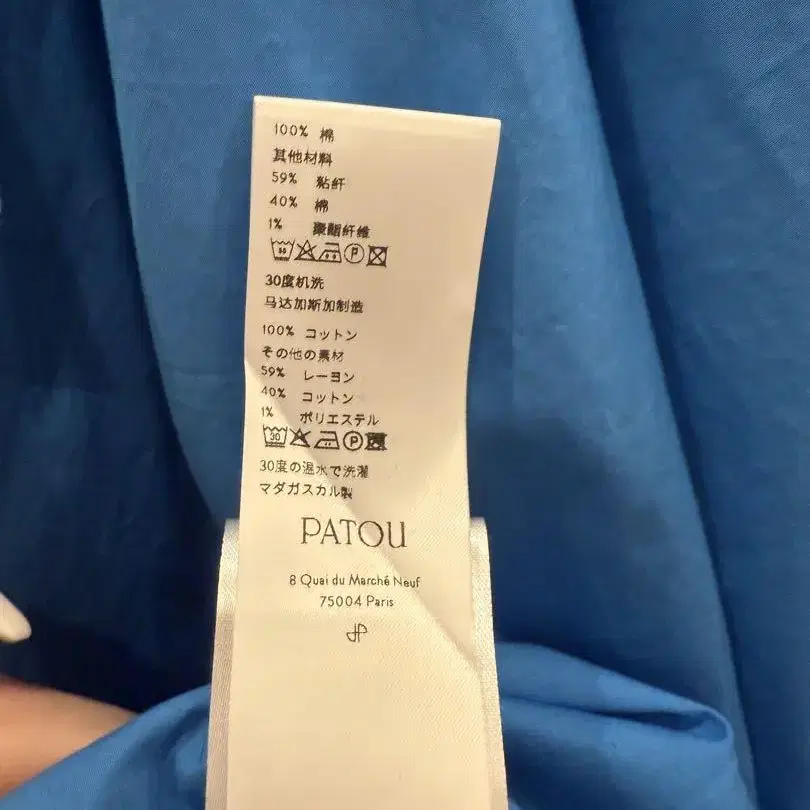 100% 棉
其他材料
59% 粘纤
40% 棉
1% 聚酯纤维
30度机洗
马达加斯加制造
100% コットン
その他の素材
59% レーヨン
40% コットン
1% ポリエステル
30
30度の温水で洗濯
マダガスカル製
PATOU
8 Quai du Marché Neuf
75004 Paris
JP